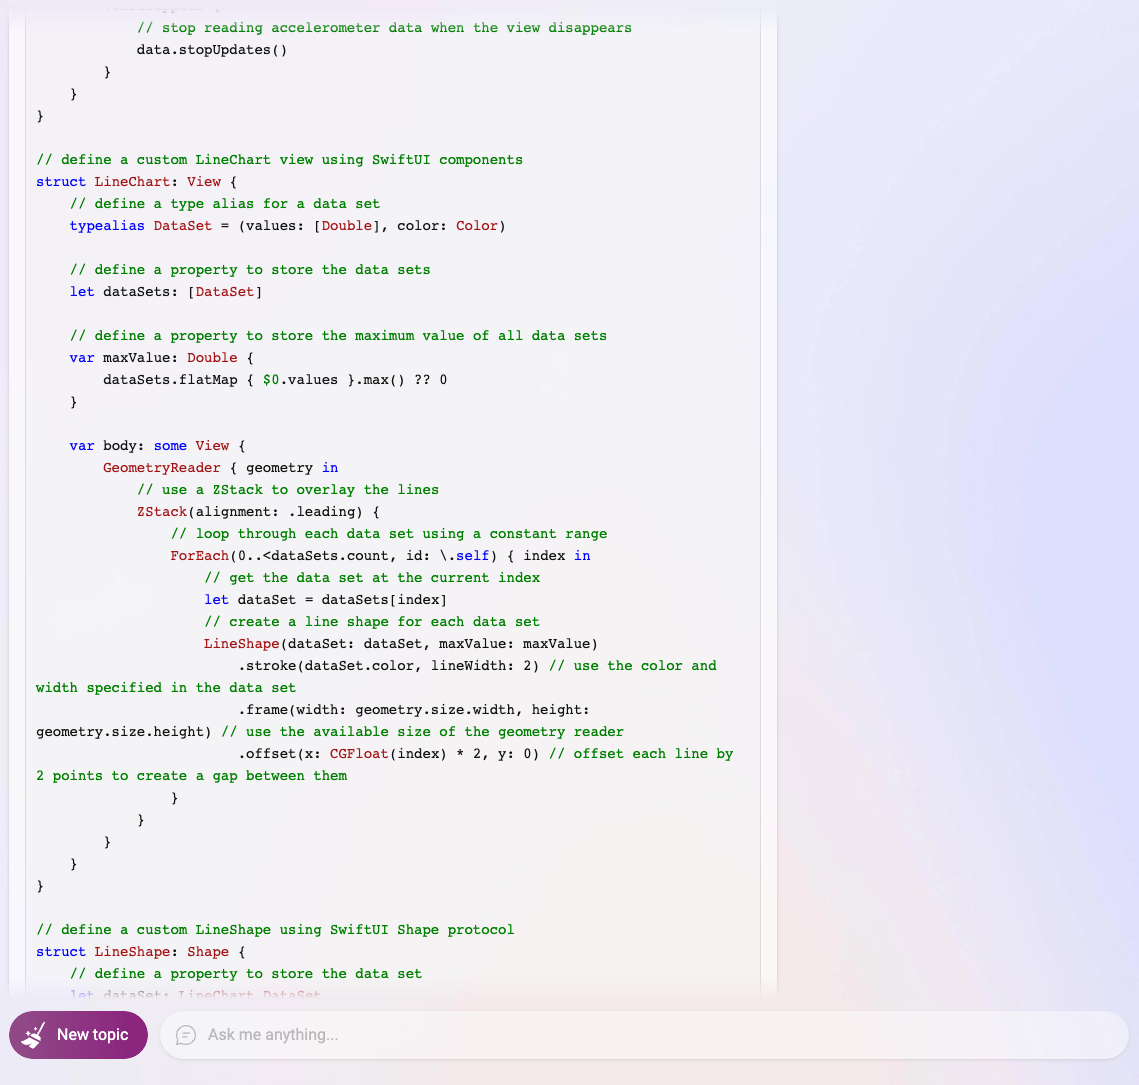 // stop reading accelerometer data when the view disappears
            data.stopUpdates()
        }
    }
}

// define a custom LineChart view using SwiftUI components
struct LineChart: View {
    // define a type alias for a data set
    typealias DataSet = (values: [Double], color: Color)

    // define a property to store the data sets
    let dataSets: [DataSet]

    // define a property to store the maximum value of all data sets
    var maxValue: Double {
        dataSets.flatMap { $0.values }.max() ?? 0
    }

    var body: some View {
        GeometryReader { geometry in
            // use a ZStack to overlay the lines
            ZStack(alignment: .leading) {
                // loop through each data set using a constant range
                ForEach(0..<dataSets.count, id: \.self) { index in
                    // get the data set at the current index
                    let dataSet = dataSets[index]
                    // create a line shape for each data set
                    LineShape(dataSet: dataSet, maxValue: maxValue)
                        .stroke(dataSet.color, lineWidth: 2) // use the color and
width specified in the data set
                        .frame(width: geometry.size.width, height:
geometry.size.height) // use the available size of the geometry reader
                        .offset(x: CGFloat(index) * 2, y: 0) // offset each line by
2 points to create a gap between them
                }
            }
        }
    }
}

// define a custom LineShape using SwiftUI Shape protocol
struct LineShape: Shape {
    // define a property to store the data set
    let dataSet: LineChart.DataSet
New topic
Ask me anything...